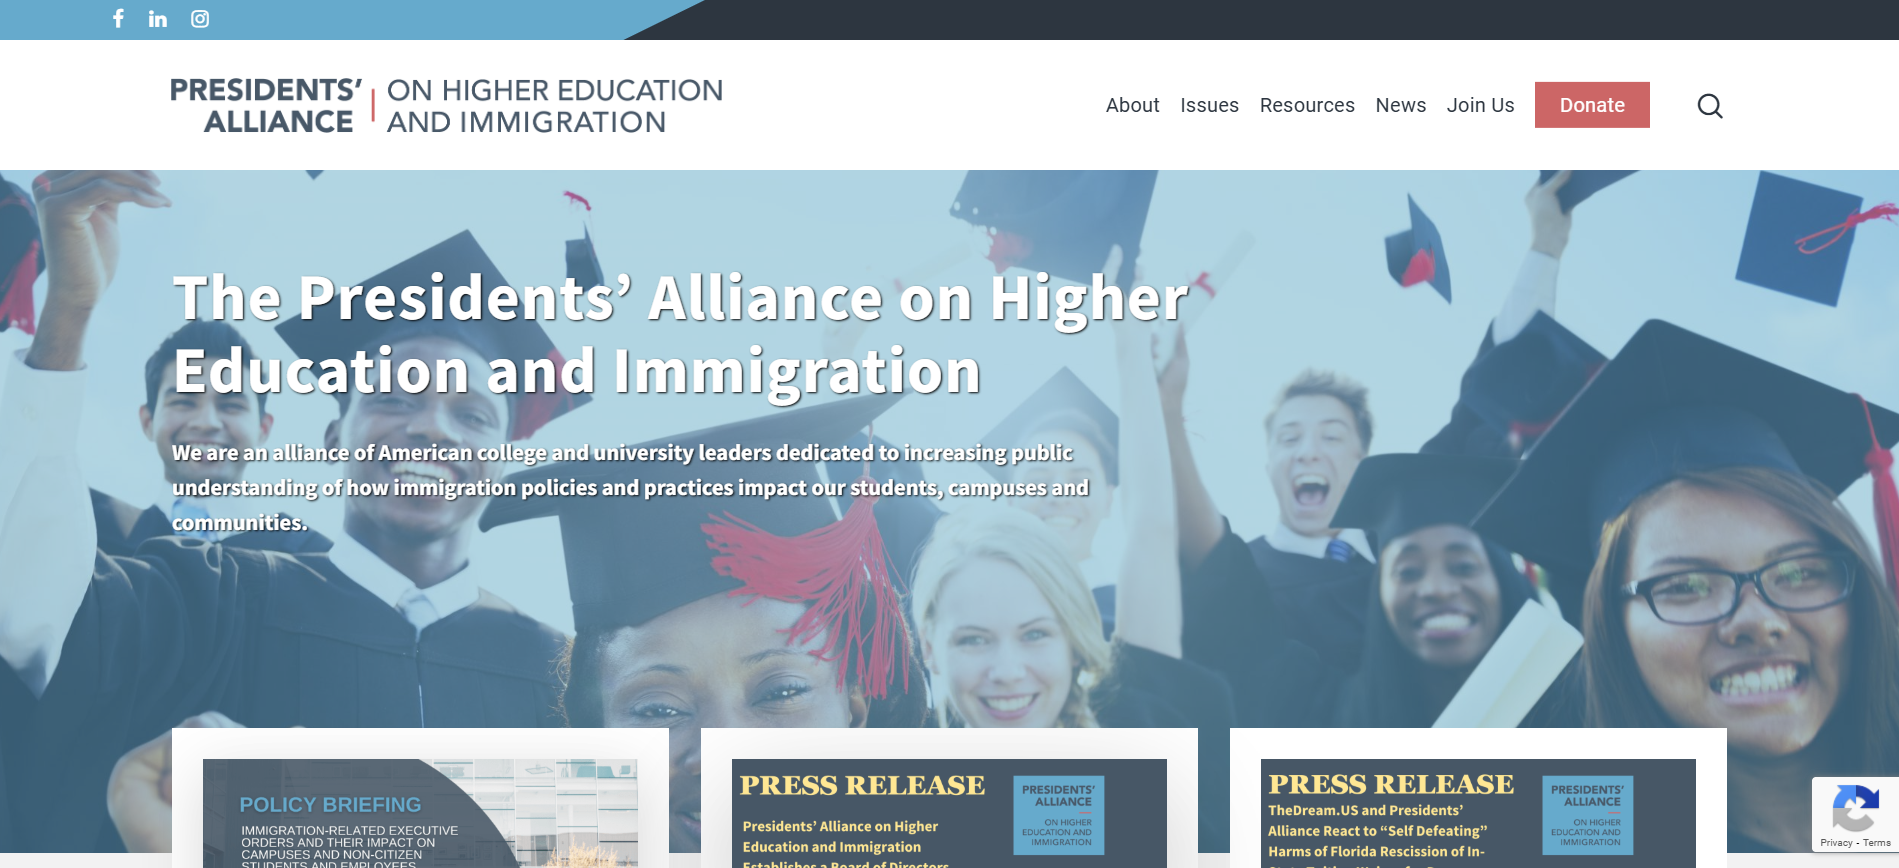 PRESIDENTS' ALLIANCE
ON HIGHER EDUCATION AND IMMIGRATION
About Issues Resources News Join Us Donate
The Presidents' Alliance on Higher
Education and Immigration
We are an alliance of American college and university leaders dedicated to increasing public
understanding of how immigration policies and practices impact our students, campuses and
communities.
POLICY BRIEFING
IMMIGRATION-RELATED EXECUTIVE
ORDERS AND THEIR IMPACT ON
CAMPUSES AND NON-CITIZEN
STUDENTS AND EMPLOYEES
PRESS RELEASE
Presidents' Alliance on Higher
Education and Immigration
Establishes a Board of Directors
PRESIDENTS'
ALLIANCE
ON HIGHER
EDUCATION AND
IMMIGRATION
PRESS RELEASE
TheDream.US and Presidents'
Alliance React to "Self Defeating"
Harms of Florida Rescission of In-
PRESIDENTS'
ALLIANCE
ON HIGHER
EDUCATION AND
IMMIGRATION
Privacy - Terms